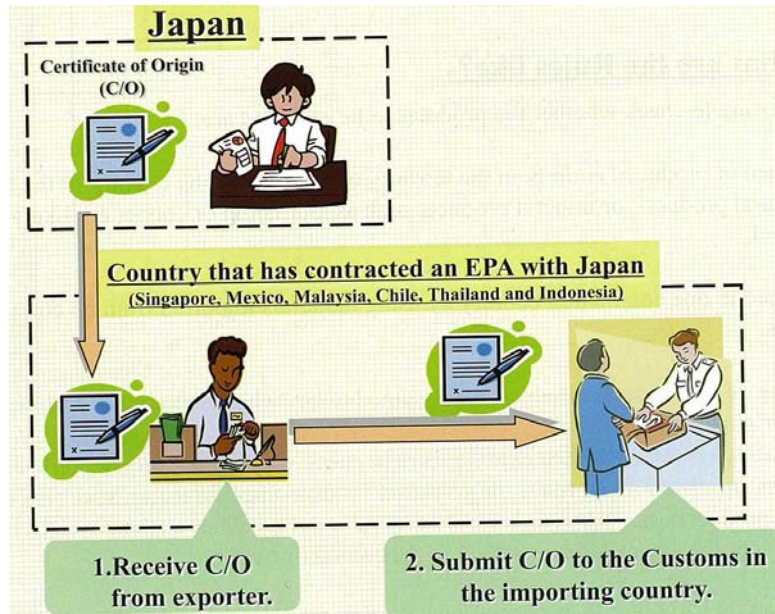 Japan
Certificate of Origin
(C/O)
Country that has contracted an EPA with Japan
(Singapore, Mexico, Malaysia, Chile, Thailand and Indonesia)
1.Receive C/O
from exporter.
2. Submit C/O to the Customs in
the importing country.